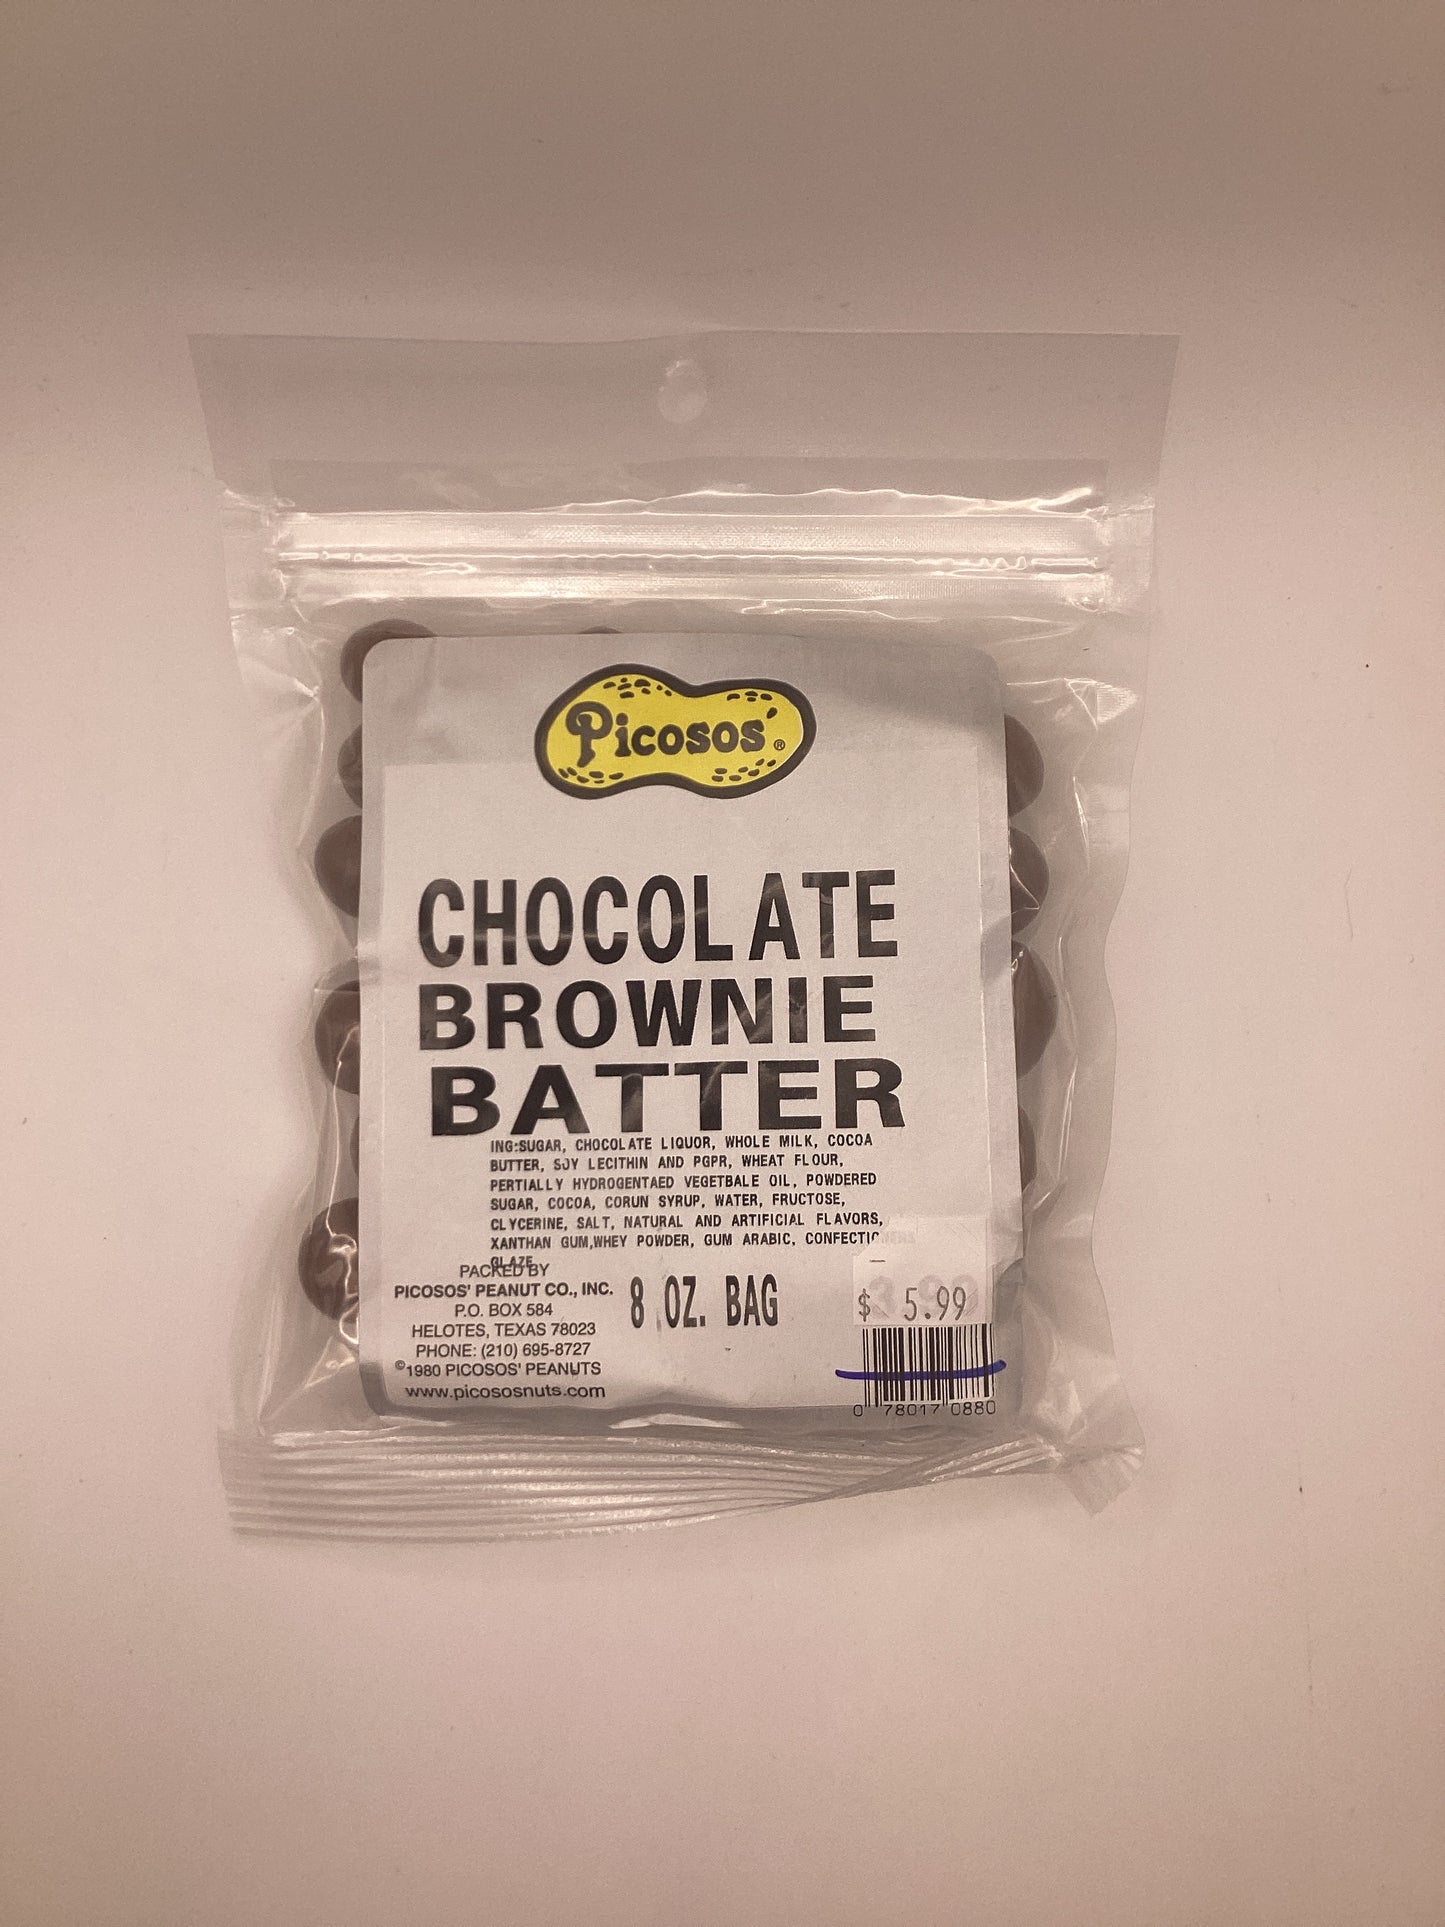 Picosos' ®
CHOCOLATE
BROWNIE
BATTER
ING:SUGAR, CHOCOLATE LIQUOR, WHOLE MILK, COCOA
BUTTER, SOY LECITHIN AND PGPR, WHEAT FLOUR,
PERTIALLY HYDROGENTAED VEGETBALE OIL, POWDERED
SUGAR, COCOA, CORUN SYRUP, WATER, FRUCTOSE,
CLYCERINE, SALT, NATURAL AND ARTIFICIAL FLAVORS,
XANTHAN GUM,WHEY POWDER, GUM ARABIC, CONFECTIONERS
GLAZE
PACKED BY
PICOSOS' PEANUT CO., INC.
P.O. BOX 584
HELOTES, TEXAS 78023
PHONE: (210) 695-8727
©1980 PICOSOS' PEANUTS
www.picososnuts.com
8 OZ. BAG
$ 5.99
0 78017 0880